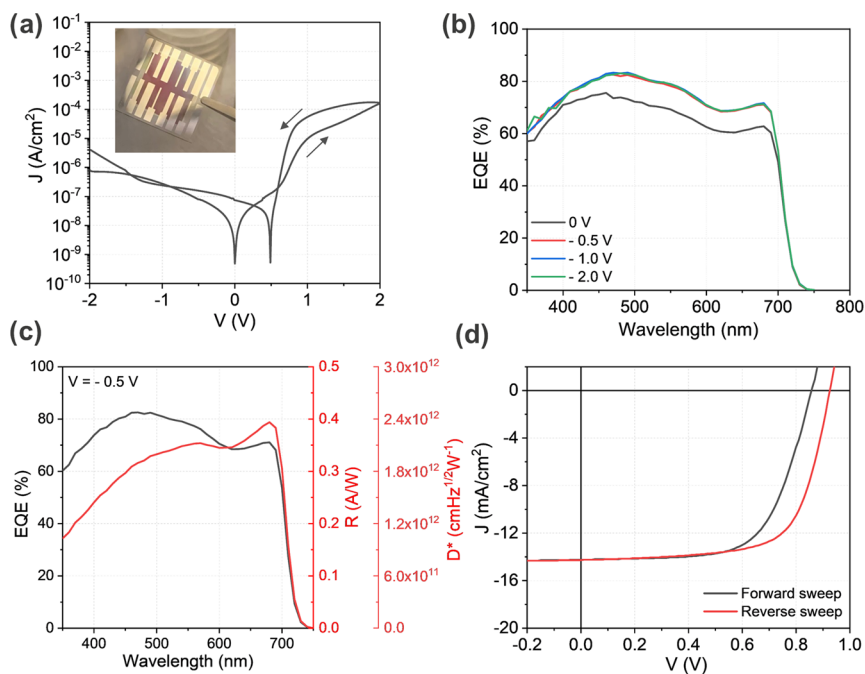 (a)
J (A/cm²)
10⁻¹
10⁻²
10⁻³
10⁻⁴
10⁻⁵
10⁻⁶
10⁻⁷
10⁻⁸
10⁻⁹
10⁻¹⁰
-2 -1 0 1 2
V (V)
(b)
EQE (%)
100
80
60
40
20
0
0 V
- 0.5 V
- 1.0 V
- 2.0 V
400 500 600 700 800
Wavelength (nm)
(c)
EQE (%)
100
80
60
40
20
0
V = - 0.5 V
400 500 600 700
Wavelength (nm)
0.5
0.4
0.3
0.2
0.1
0.0
R (A/W)
3.0x10¹²
2.4x10¹²
1.8x10¹²
1.2x10¹²
6.0x10¹¹
0.0
D* (cmHz¹ᐟ²W⁻¹)
(d)
J (mA/cm²)
0
-4
-8
-12
-16
-20
Forward sweep
Reverse sweep
-0.2 0.0 0.2 0.4 0.6 0.8 1.0
V (V)